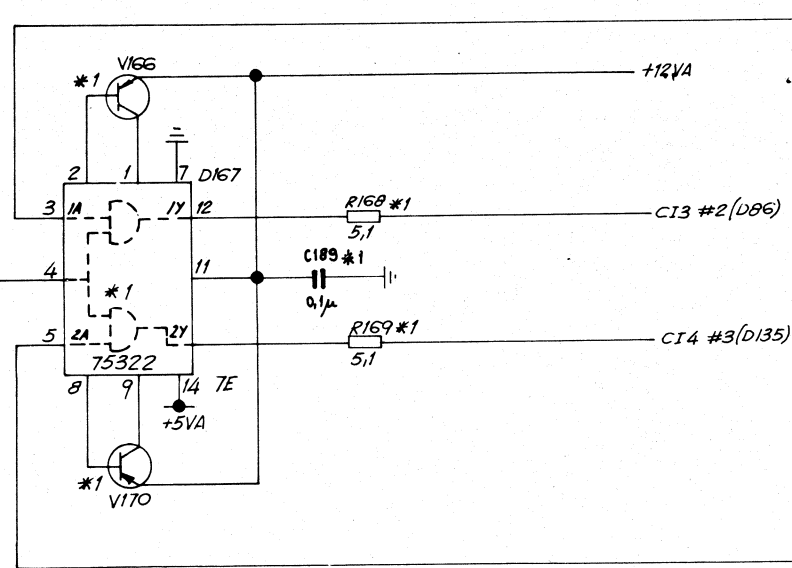 V166
*1
+12VA
2 1 7 D167
3 1A 1Y 12
R168 *1
5,1
CI3 #2(D86)
4
11
C189 *1
0,1µ
*1
5 2A 2Y
R169 *1
5,1
CI4 #3(D135)
75322
8 9 14 7E
+5VA
*1
V170